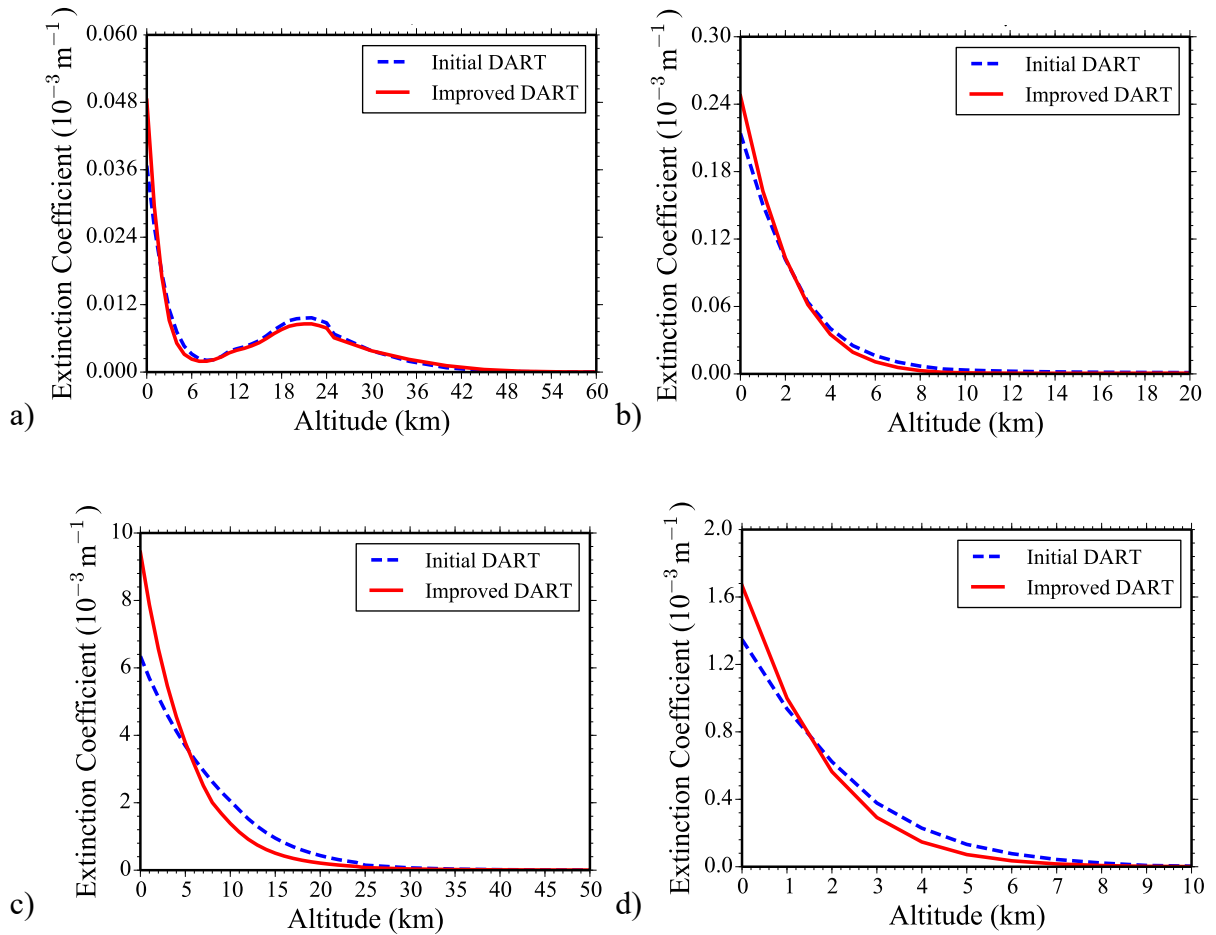 0.060
0.048
0.036
0.024
0.012
0.000
Extinction Coefficient (10⁻³ m⁻¹)
Initial DART
Improved DART
0 6 12 18 24 30 36 42 48 54 60
Altitude (km)
a)
0.30
0.24
0.18
0.12
0.06
0.00
Extinction Coefficient (10⁻³ m⁻¹)
Initial DART
Improved DART
0 2 4 6 8 10 12 14 16 18 20
Altitude (km)
b)
10
8
6
4
2
0
Extinction Coefficient (10⁻³ m⁻¹)
Initial DART
Improved DART
0 5 10 15 20 25 30 35 40 45 50
Altitude (km)
c)
2.0
1.6
1.2
0.8
0.4
0.0
Extinction Coefficient (10⁻³ m⁻¹)
Initial DART
Improved DART
0 1 2 3 4 5 6 7 8 9 10
Altitude (km)
d)